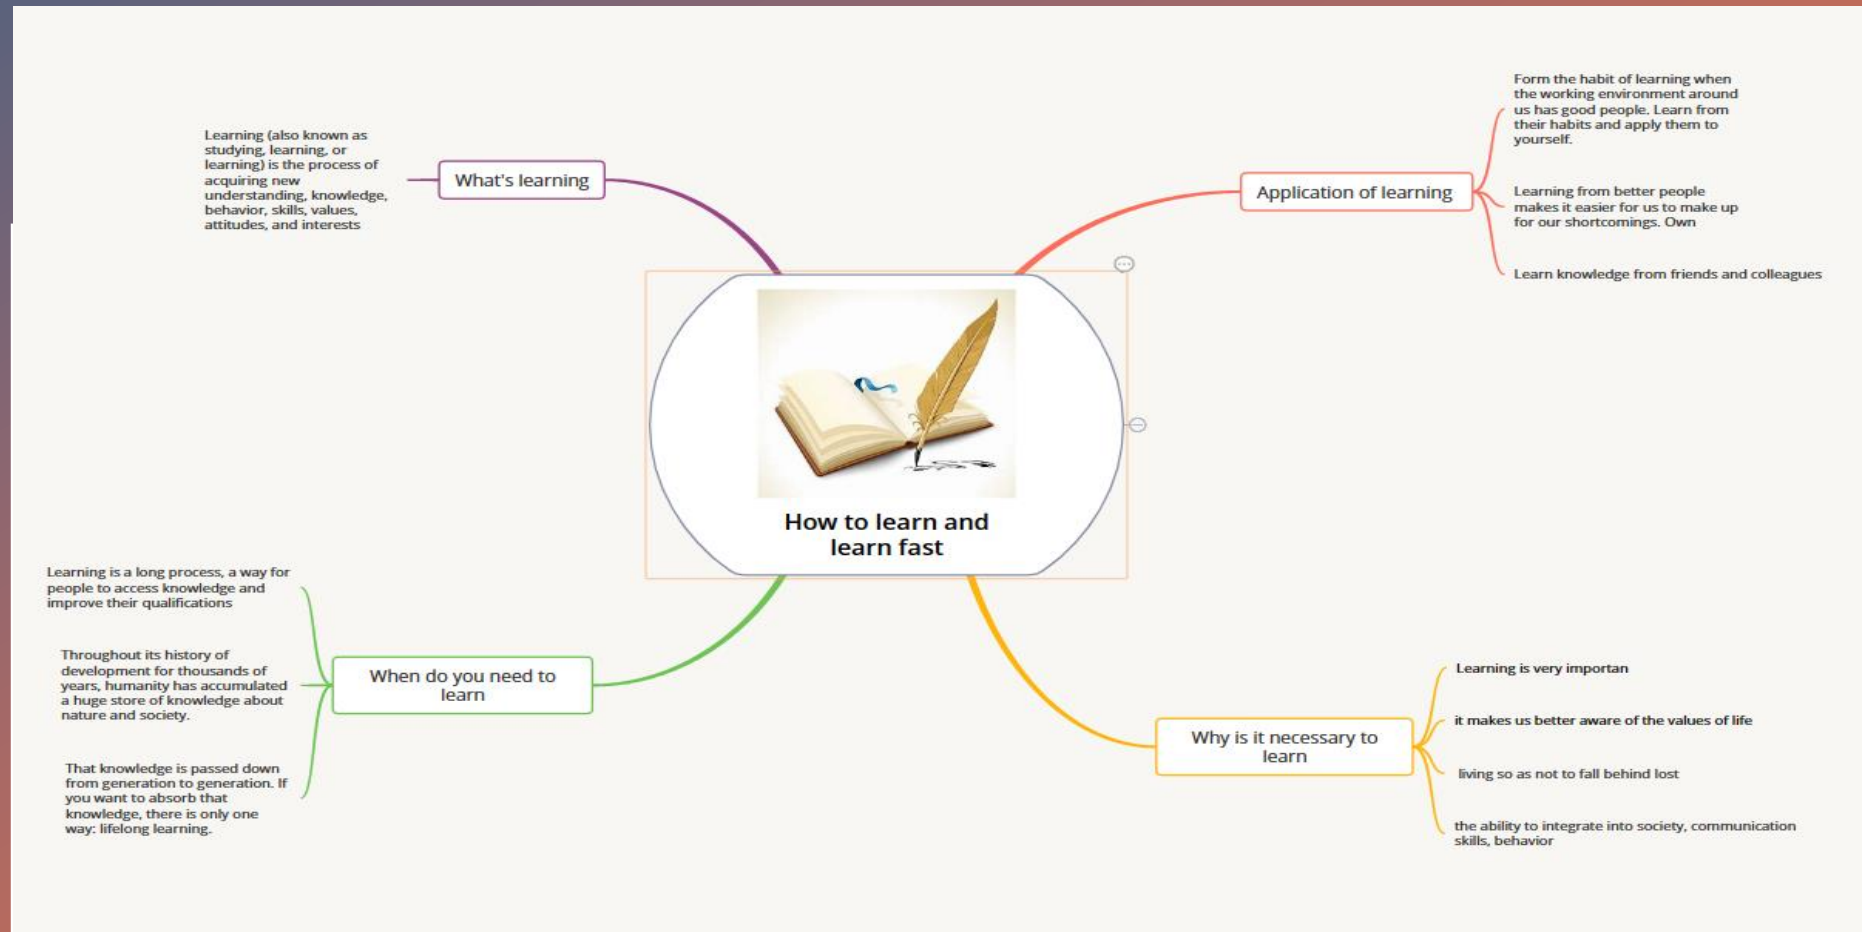 Learning (also known as
studying, learning, or
learning) is the process of
acquiring new
understanding, knowledge,
behavior, skills, values,
attitudes, and interests
What's learning
Application of learning
Form the habit of learning when
the working environment around
us has good people. Learn from
their habits and apply them to
yourself.
Learning from better people
makes it easier for us to make up
for our shortcomings. Own
Learn knowledge from friends and colleagues
How to learn and
learn fast
Learning is a long process, a way for
people to access knowledge and
improve their qualifications
Throughout its history of
development for thousands of
years, humanity has accumulated
a huge store of knowledge about
nature and society.
That knowledge is passed down
from generation to generation. If
you want to absorb that
knowledge, there is only one
way: lifelong learning.
When do you need to
learn
Why is it necessary to
learn
Learning is very importan
it makes us better aware of the values of life
living so as not to fall behind lost
the ability to integrate into society, communication
skills, behavior